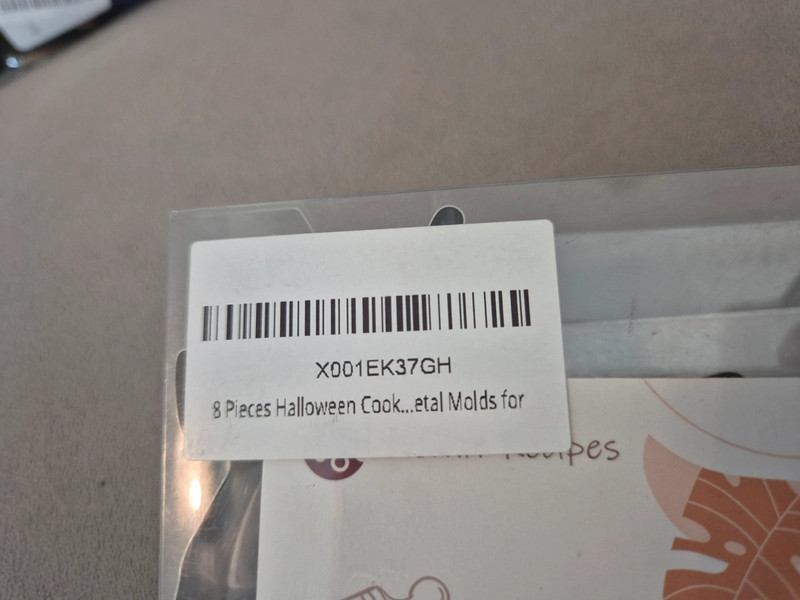 X001EK37GH
8 Pieces Halloween Cook...etal Molds for
Recipes